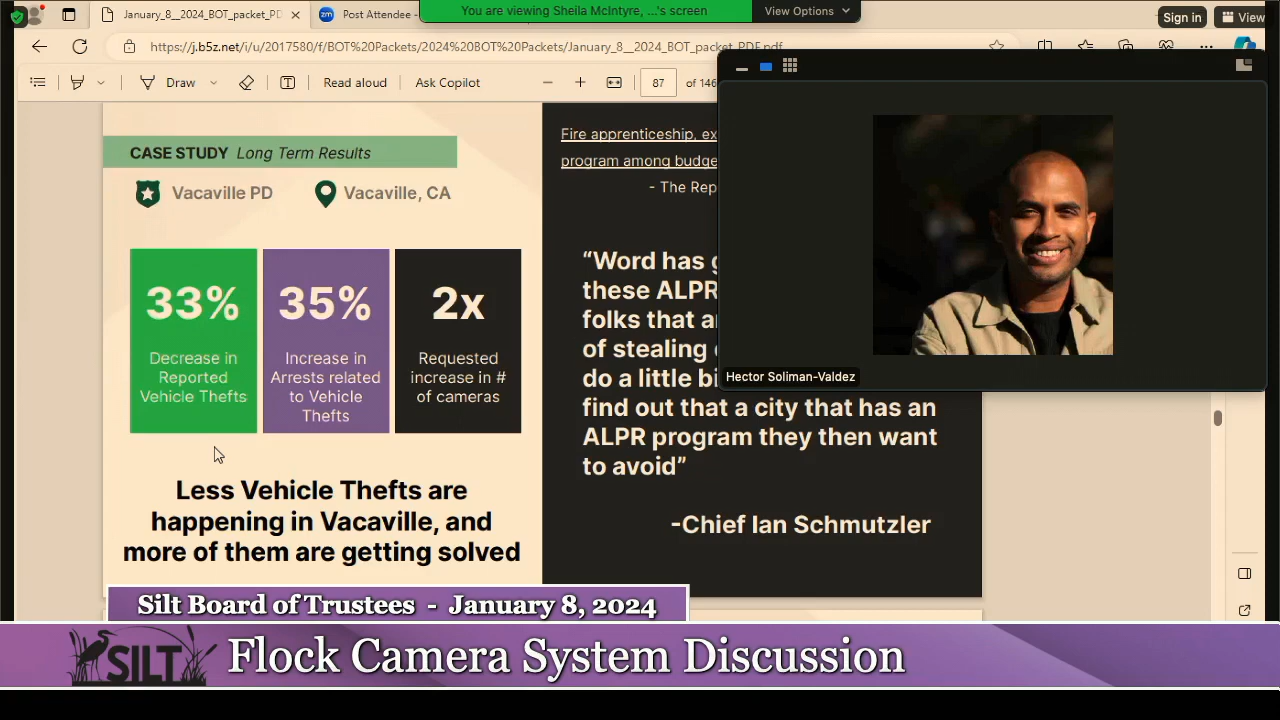 January_8__2024_BOT_packet_PD
Post Attendee -
You are viewing Sheila McIntyre, ...'s screen
View Options
Sign in
View
https://j.b5z.net/i/u/2017580/f/BOT%20Packets/2024%20BOT%20Packets/January_8__2024_BOT_packet_PDF.pdf
Draw
Read aloud
Ask Copilot
87
of 146
CASE STUDY Long Term Results
Vacaville PD
Vacaville, CA
33%
Decrease in
Reported
Vehicle Thefts
35%
Increase in
Arrests related
to Vehicle
Thefts
2x
Requested
increase in #
of cameras
Less Vehicle Thefts are
happening in Vacaville, and
more of them are getting solved
Fire apprenticeship, ex
program among budge
- The Rep
“Word has g
these ALPR
folks that a
of stealing
do a little bi
find out that a city that has an
ALPR program they then want
to avoid”
-Chief Ian Schmutzler
Hector Soliman-Valdez
Silt Board of Trustees - January 8, 2024
SILT
Flock Camera System Discussion